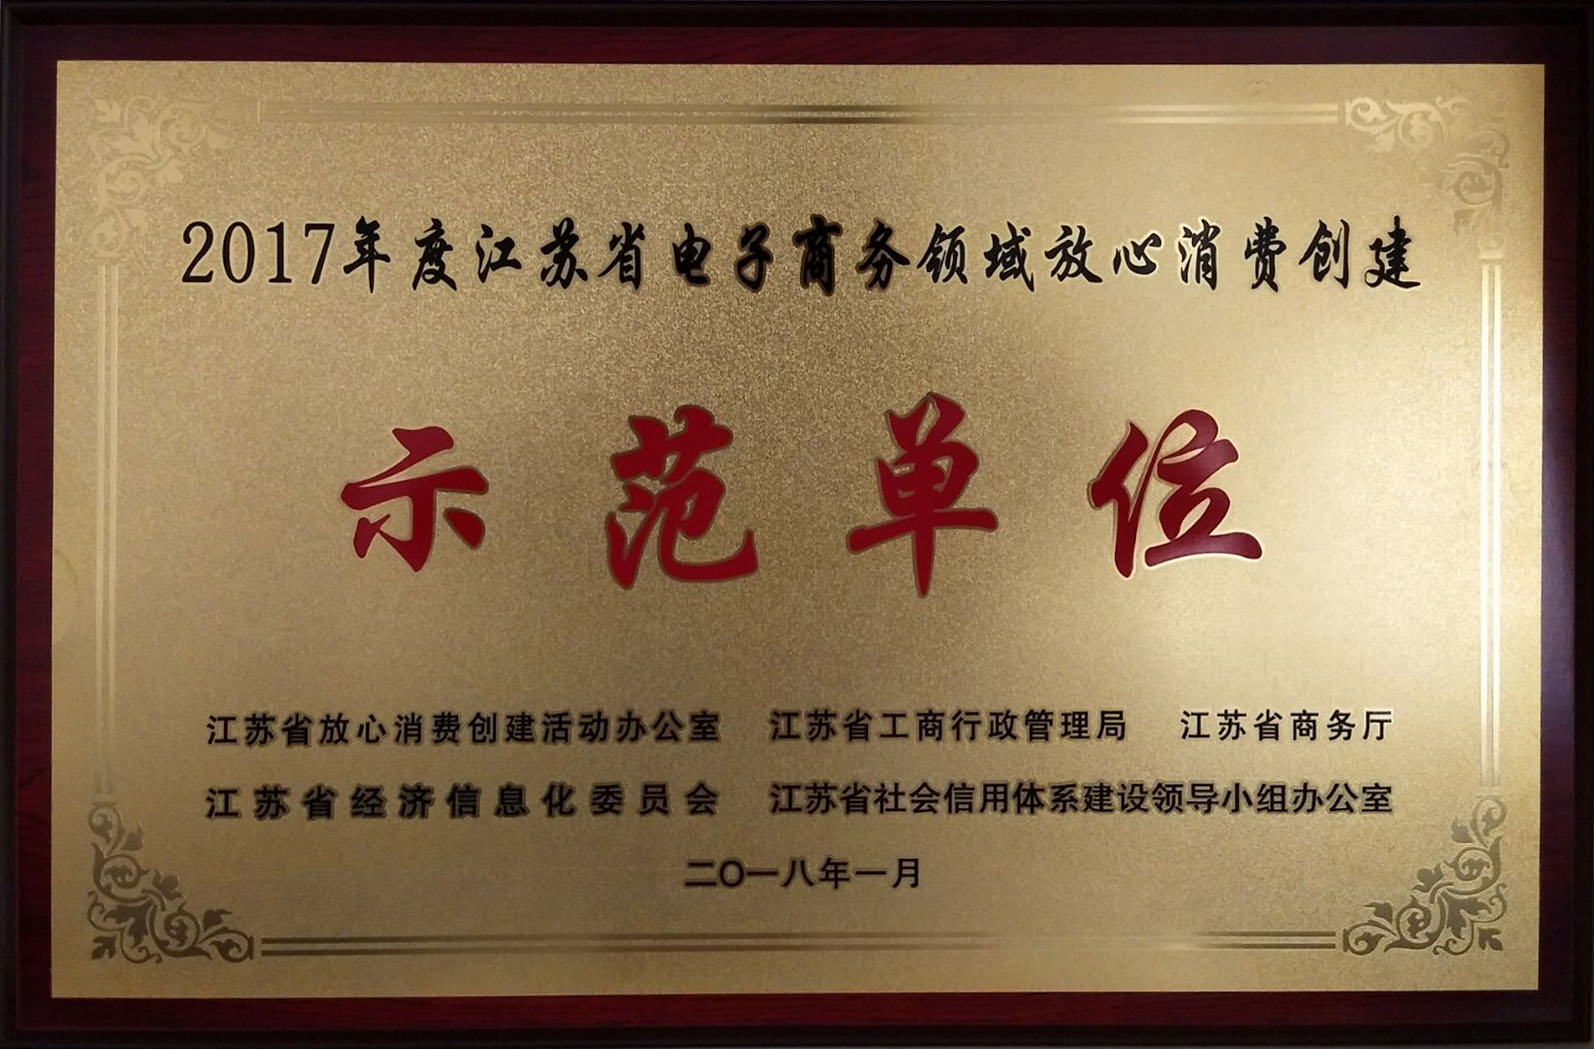 2017年度江苏省电子商务领域放心消费创建
示范单位
江苏省放心消费创建活动办公室 江苏省工商行政管理局 江苏省商务厅
江苏省经济信息化委员会 江苏省社会信用体系建设领导小组办公室
二〇一八年一月